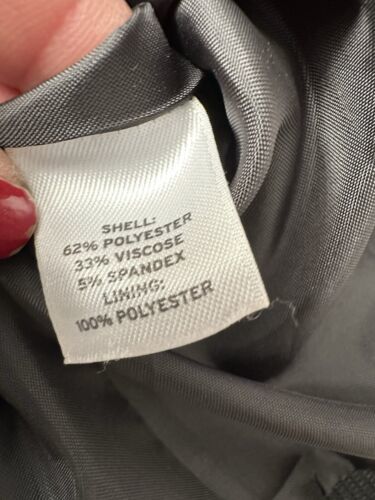 SHELL:
62% POLYESTER
33% VISCOSE
5% SPANDEX
LINING:
100% POLYESTER